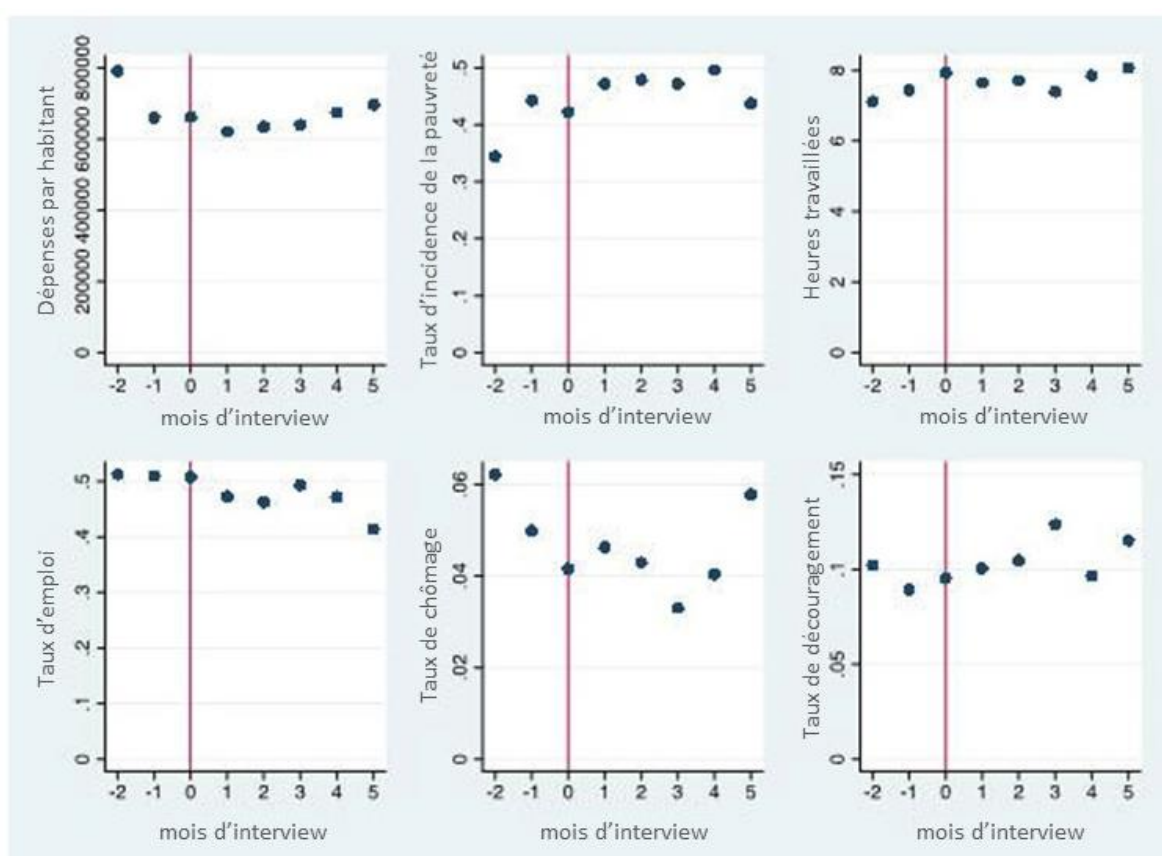 Dépenses par habitant
0 200000 400000 600000 800000
-2 -1 0 1 2 3 4 5
mois d'interview
Taux d'incidence de la pauvreté
0 .1 .2 .3 .4 .5
-2 -1 0 1 2 3 4 5
mois d'interview
Heures travaillées
0 2 4 6 8
-2 -1 0 1 2 3 4 5
mois d'interview
Taux d'emploi
0 .1 .2 .3 .4 .5
-2 -1 0 1 2 3 4 5
mois d'interview
Taux de chômage
0 .02 .04 .06
-2 -1 0 1 2 3 4 5
mois d'interview
Taux de découragement
0 .05 .1 .15
-2 -1 0 1 2 3 4 5
mois d'interview